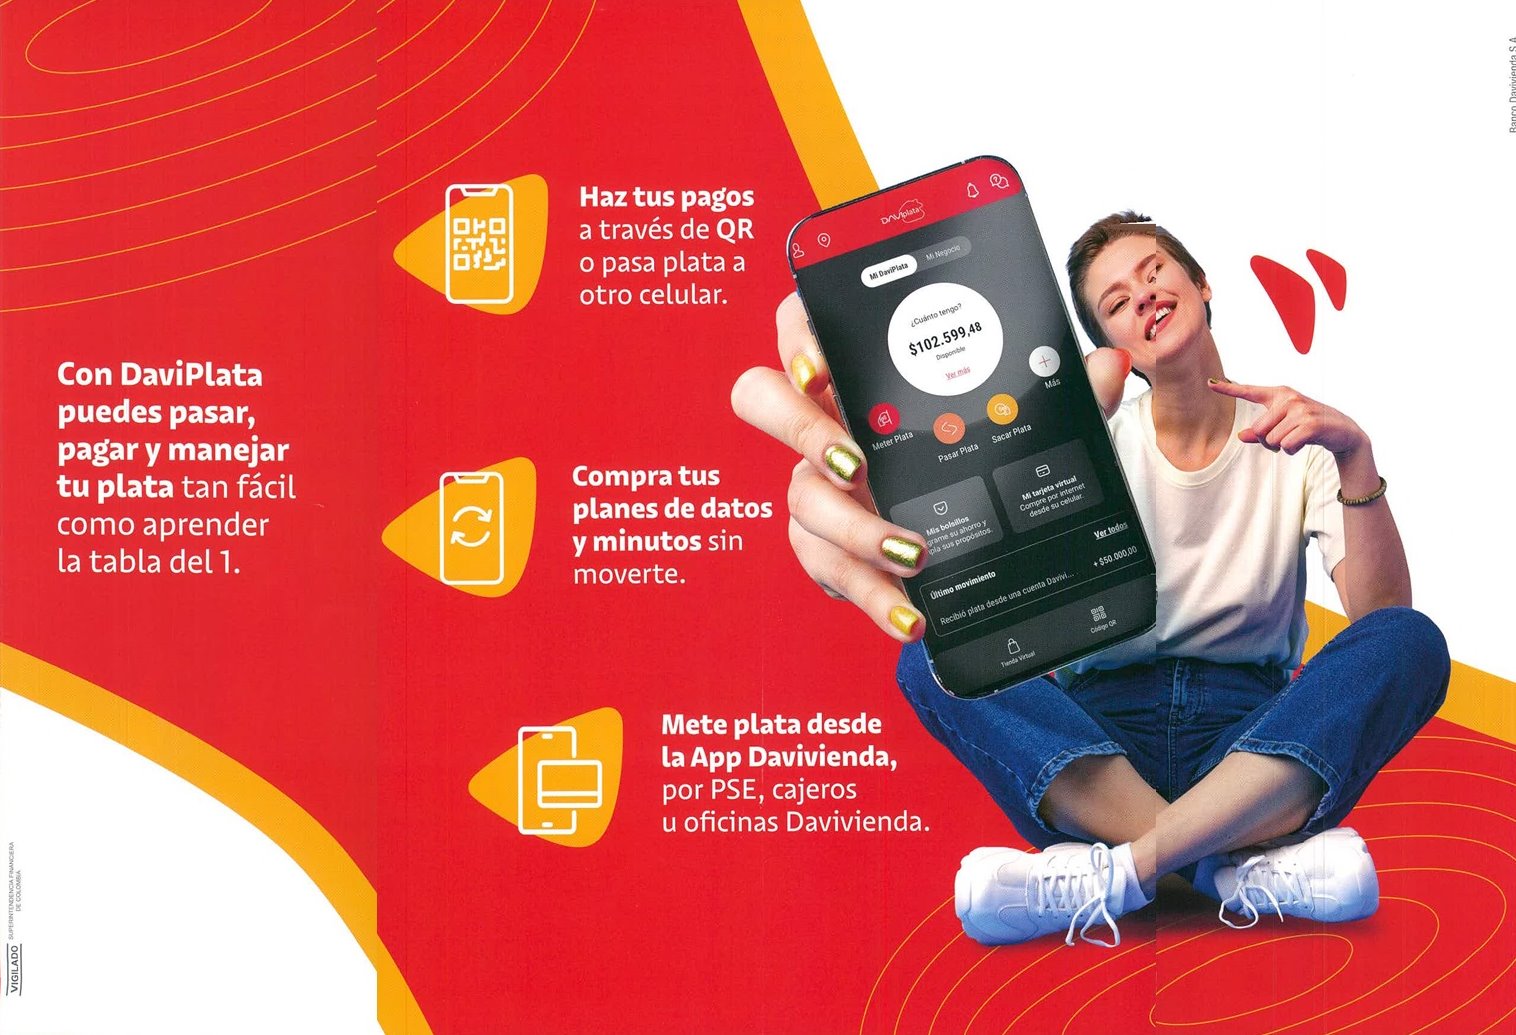 Con DaviPlata
puedes pasar,
pagar y manejar
tu plata tan fácil
como aprender
la tabla del 1.
Haz tus pagos
a través de QR
o pasa plata a
otro celular.
Compra tus
planes de datos
y minutos sin
moverte.
Mete plata desde
la App Davivienda,
por PSE, cajeros
u oficinas Davivienda.
DAVIplata
Mi DaviPlata
Mi Negocio
¿Cuánto tengo?
$102.599,48
Disponible
Ver más
Más
Meter Plata
Pasar Plata
Sacar Plata
Mis bolsillos
grame su ahorro y
pla sus propósitos.
Mi tarjeta virtual
Compre por internet
desde su celular.
Ver todos
Último movimiento
+ $50.000,00
Recibió plata desde una cuenta Davivi...
Tienda Virtual
Código QR
Banco Davivienda S.A.
VIGILADO
SUPERINTENDENCIA FINANCIERA
DE COLOMBIA